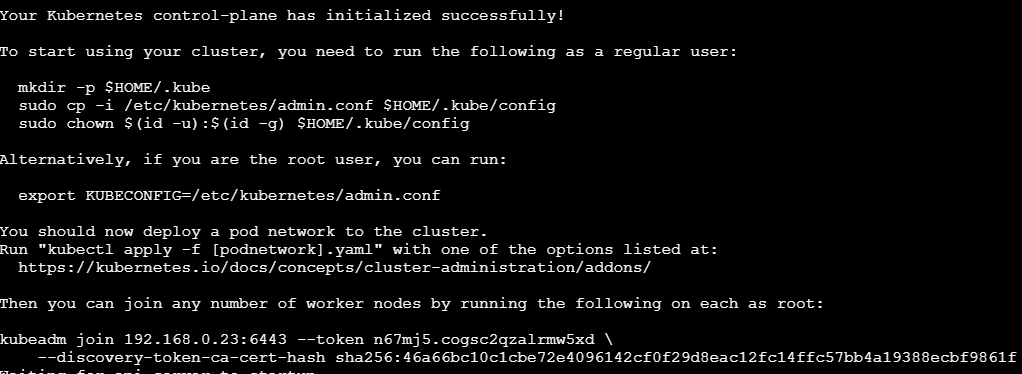 Your Kubernetes control-plane has initialized successfully!
To start using your cluster, you need to run the following as a regular user:
mkdir -p $HOME/.kube
sudo cp -i /etc/kubernetes/admin.conf $HOME/.kube/config
sudo chown $(id -u):$(id -g) $HOME/.kube/config
Alternatively, if you are the root user, you can run:
export KUBECONFIG=/etc/kubernetes/admin.conf
You should now deploy a pod network to the cluster.
Run "kubectl apply -f [podnetwork].yaml" with one of the options listed at:
https://kubernetes.io/docs/concepts/cluster-administration/addons/
Then you can join any number of worker nodes by running the following on each as root:
kubeadm join 192.168.0.23:6443 --token n67mj5.cogsc2qzalrmw5xd \
--discovery-token-ca-cert-hash sha256:46a66bc10c1cbe72e4096142cf0f29d8eac12fc14ffc57bb4a19388ecbf9861f
Waiting for api server to startup